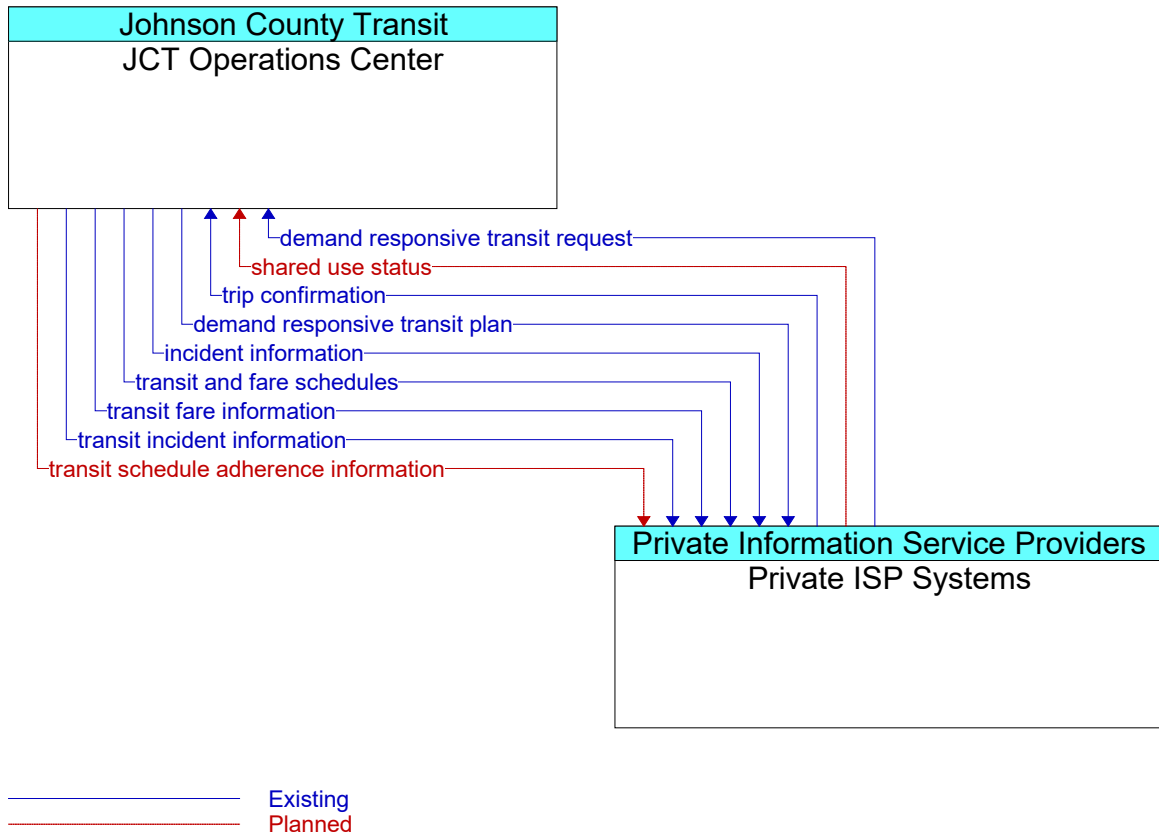 Johnson County Transit
JCT Operations Center
demand responsive transit request
shared use status
trip confirmation
demand responsive transit plan
incident information
transit and fare schedules
transit fare information
transit incident information
transit schedule adherence information
Private Information Service Providers
Private ISP Systems
Existing
Planned